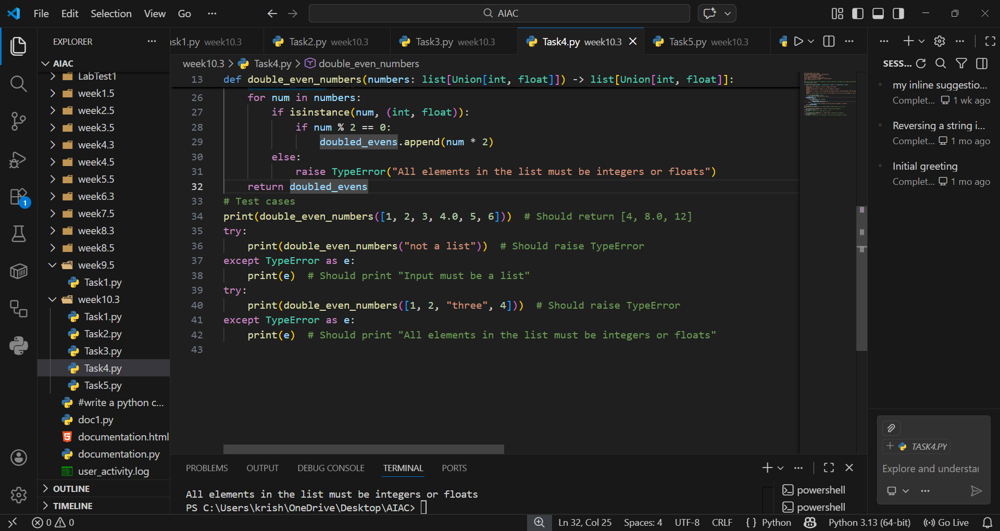 File Edit Selection View Go
AIAC
EXPLORER
AIAC
LabTest1
week1.5
week2.5
week3.5
week4.3
week4.5
week5.5
week6.3
week7.5
week8.3
week8.5
week9.5
Task1.py
week10.3
Task1.py
Task2.py
Task3.py
Task4.py
Task5.py
#write a python c...
doc1.py
documentation.html
documentation.py
user_activity.log
OUTLINE
TIMELINE
sk1.py week10.3 Task2.py week10.3 Task3.py week10.3 Task4.py week10.3 Task5.py week10.3
week10.3 > Task4.py > double_even_numbers
13 def double_even_numbers(numbers: list[Union[int, float]]) -> list[Union[int, float]]:
26 for num in numbers:
27 if isinstance(num, (int, float)):
28 if num % 2 == 0:
29 doubled_evens.append(num * 2)
30 else:
31 raise TypeError("All elements in the list must be integers or floats")
32 return doubled_evens
33 # Test cases
34 print(double_even_numbers([1, 2, 3, 4.0, 5, 6])) # Should return [4, 8.0, 12]
35 try:
36 print(double_even_numbers("not a list")) # Should raise TypeError
37 except TypeError as e:
38 print(e) # Should print "Input must be a list"
39 try:
40 print(double_even_numbers([1, 2, "three", 4])) # Should raise TypeError
41 except TypeError as e:
42 print(e) # Should print "All elements in the list must be integers or floats"
43
PROBLEMS OUTPUT DEBUG CONSOLE TERMINAL PORTS
All elements in the list must be integers or floats
PS C:\Users\krish\OneDrive\Desktop\AIAC>
powershell
powershell
SESS...
my inline suggestio...
Complet... 1 wk ago
Reversing a string i...
Complet... 1 mo ago
Initial greeting
Complet... 1 mo ago
TASK4.PY
Explore and understa
1
0 0 Ln 32, Col 25 Spaces: 4 UTF-8 CRLF {} Python Python 3.13 (64-bit) Go Live